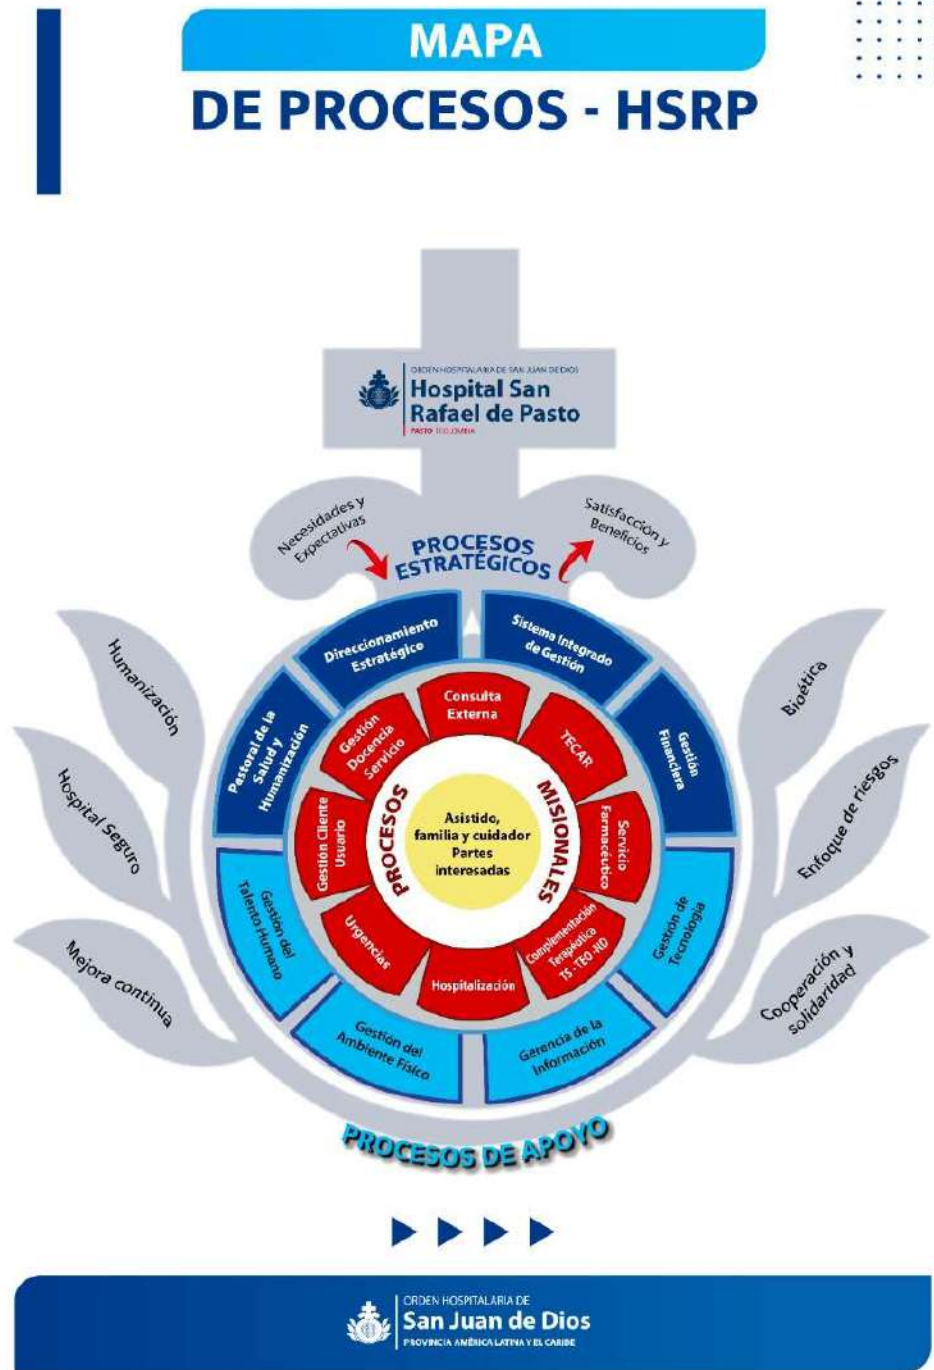 MAPA
DE PROCESOS - HSRP
ORDEN HOSPITALARIA DE SAN JUAN DE DIOS
Hospital San
Rafael de Pasto
PASTO - COLOMBIA
Necesidades y
Expectativas
Satisfacción y
Beneficios
PROCESOS
ESTRATÉGICOS
Direccionamiento
Estratégico
Sistema Integrado
de Gestión
Pastoral de la
Salud y
Humanización
Gestión
Financiera
Humanización
Hospital Seguro
Mejora continua
Bioética
Enfoque de riesgos
Cooperación y
solidaridad
Consulta
Externa
TECAR
Servicio
Farmacéutico
Complementación
Terapéutica
TS - TEO -ND
Hospitalización
Urgencias
Gestión Cliente
Usuario
Gestión
Docencia
Servicio
PROCESOS
MISIONALES
Asistido,
familia y cuidador
Partes
interesadas
Gestión del
Talento Humano
Gestión del
Ambiente Físico
Gerencia de la
Información
Gestión de
Tecnología
PROCESOS DE APOYO
ORDEN HOSPITALARIA DE
San Juan de Dios
PROVINCIA AMÉRICA LATINA Y EL CARIBE